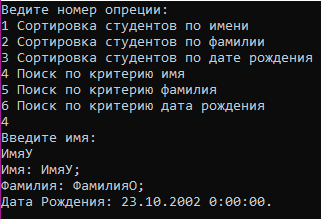 Ведите номер опреции:
1 Сортировка студентов по имени
2 Сортировка студентов по фамилии
3 Сортировка студентов по дате рождения
4 Поиск по критерию имя
5 Поиск по критерию фамилия
6 Поиск по критерию дата рождения
4
Введите имя:
ИмяУ
Имя: ИмяУ;
Фамилия: ФамилияО;
Дата Рождения: 23.10.2002 0:00:00.